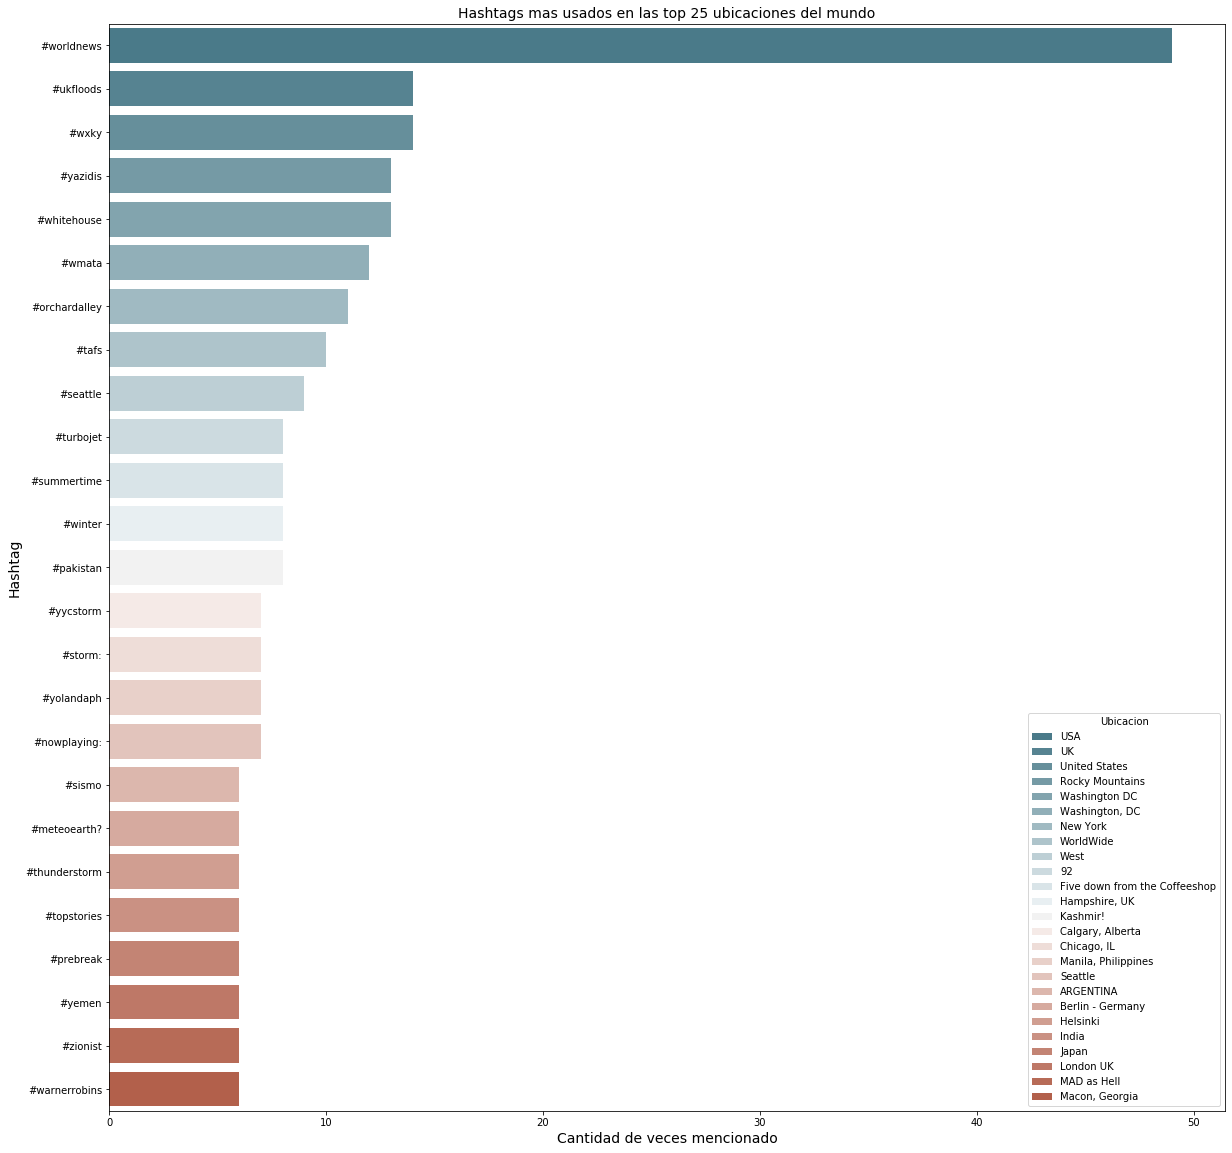 Hashtags mas usados en las top 25 ubicaciones del mundo
Hashtag
#worldnews
#ukfloods
#wxky
#yazidis
#whitehouse
#wmata
#orchardalley
#tafs
#seattle
#turbojet
#summertime
#winter
#pakistan
#yycstorm
#storm:
#yolandaph
#nowplaying:
#sismo
#meteoearth?
#thunderstorm
#topstories
#prebreak
#yemen
#zionist
#warnerrobins
Ubicacion
USA
UK
United States
Rocky Mountains
Washington DC
Washington, DC
New York
WorldWide
West
92
Five down from the Coffeeshop
Hampshire, UK
Kashmir!
Calgary, Alberta
Chicago, IL
Manila, Philippines
Seattle
ARGENTINA
Berlin - Germany
Helsinki
India
Japan
London UK
MAD as Hell
Macon, Georgia
0 10 20 30 40 50
Cantidad de veces mencionado